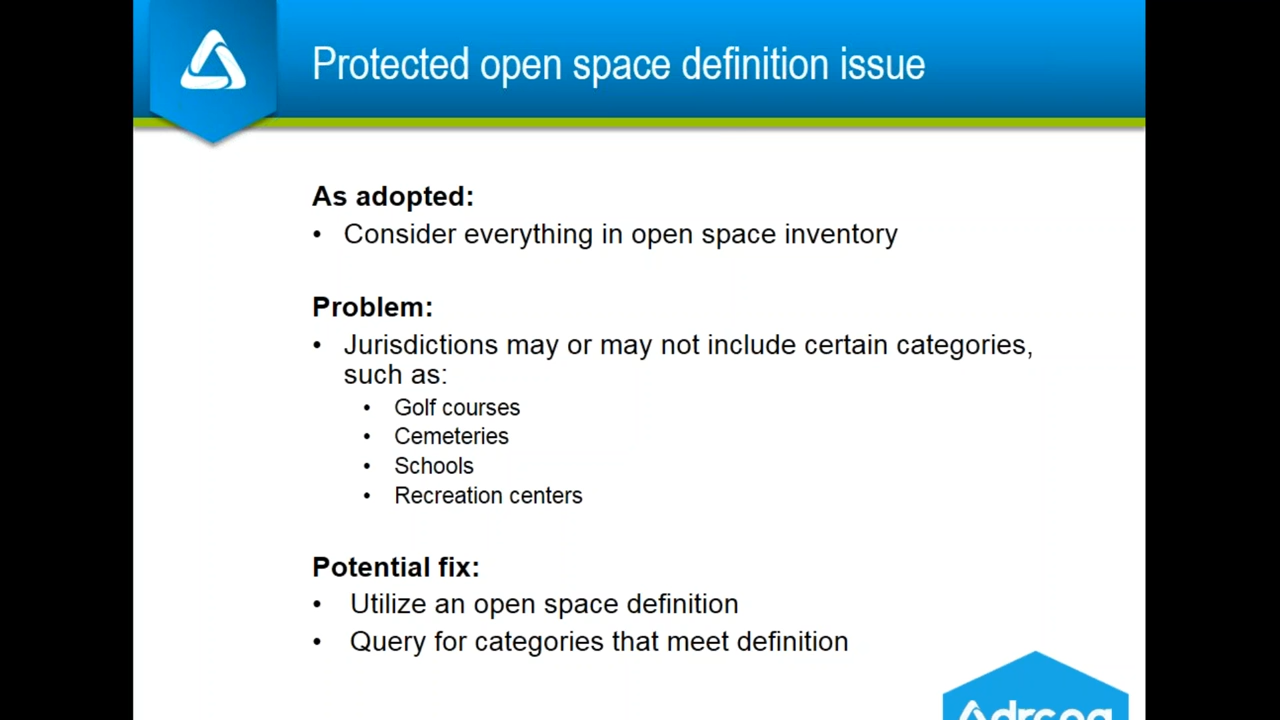 Protected open space definition issue
As adopted:
• Consider everything in open space inventory
Problem:
• Jurisdictions may or may not include certain categories,
such as:
• Golf courses
• Cemeteries
• Schools
• Recreation centers
Potential fix:
• Utilize an open space definition
• Query for categories that meet definition
drcog